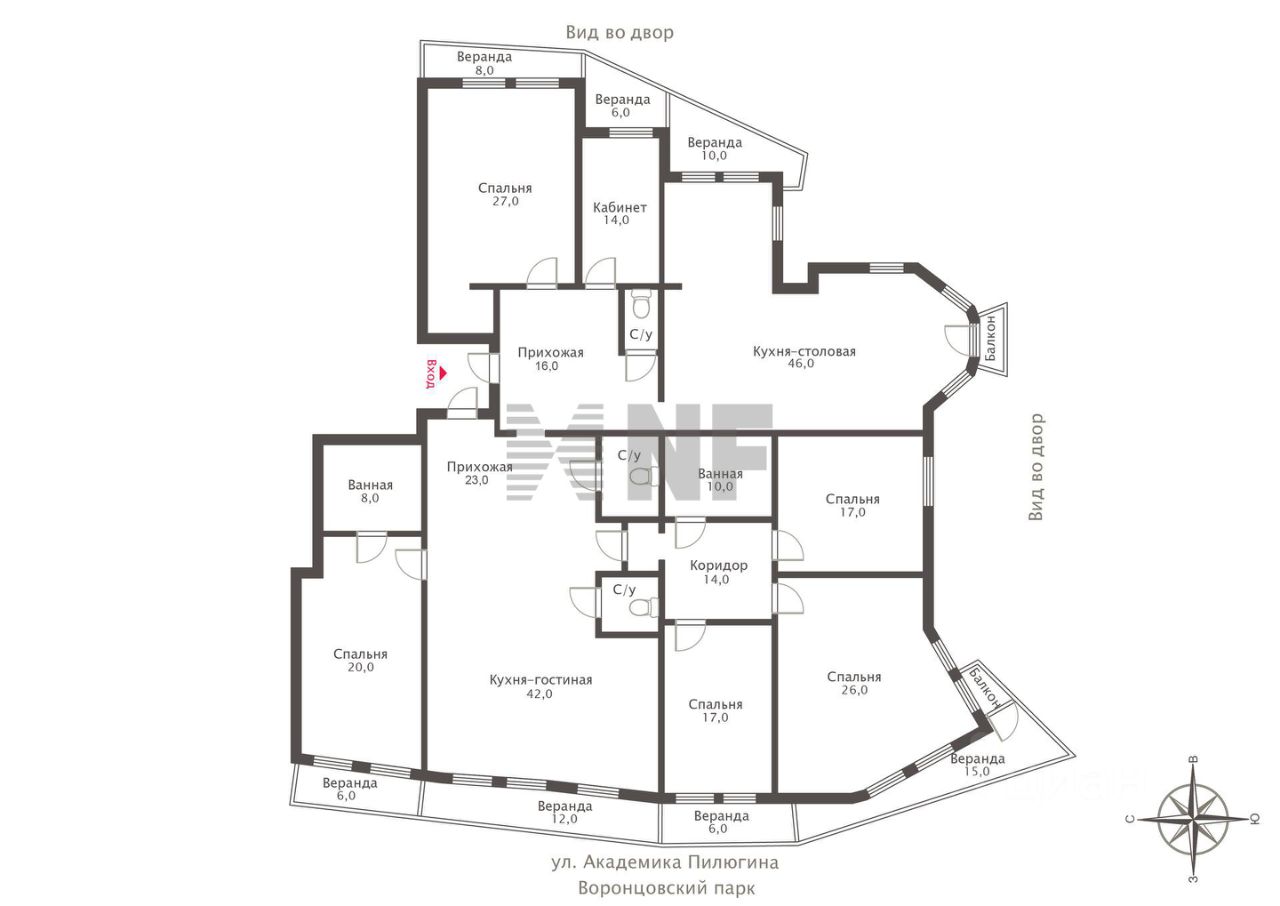 Вид во двор
Веранда
8,0
Веранда
6,0
Веранда
10,0
Спальня
27,0
Кабинет
14,0
С/у
Прихожая
16,0
Кухня-столовая
46,0
Балкон
Вход
NF
Вид во двор
Прихожая
23,0
С/у
Ванная
10,0
Ванная
8,0
Спальня
17,0
Коридор
14,0
С/у
Спальня
20,0
Кухня-гостиная
42,0
Спальня
17,0
Спальня
26,0
Балкон
Веранда
15,0
Веранда
6,0
Веранда
12,0
Веранда
6,0
ул. Академика Пилюгина
Воронцовский парк
В
С
Ю
З